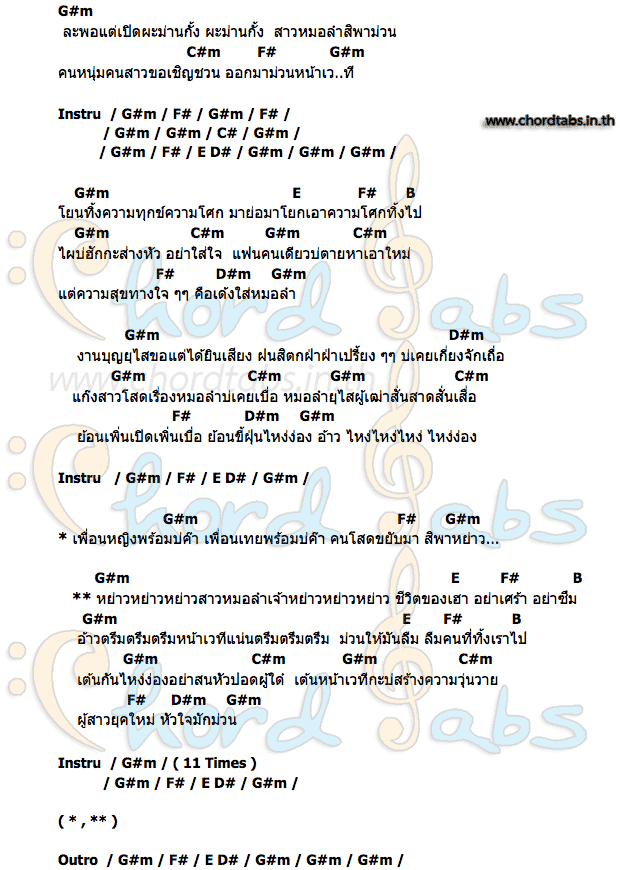 G#m
ละพอแต่เปิดผะม่านกั้ง ผะม่านกั้ง สาวหมอลำสิพาม่วน
C#m F# G#m
คนหนุ่มคนสาวขอเชิญชวน ออกมาม่วนหน้าเว..ที
Instru / G#m / F# / G#m / F# /
www.chordtabs.in.th
/ G#m / G#m / C# / G#m /
/ G#m / F# / E D# / G#m / G#m / G#m /
G#m E F# B
โยนทิ้งความทุกข์ความโศก มาย่อมาโยกเอาความโศกทิ้งไป
G#m C#m G#m C#m
ไผบ่ฮักกะส่างหัว อย่าใส่ใจ แฟนคนเดียวบ่ตายหาเอาใหม่
F# D#m G#m
แต่ความสุขทางใจ ๆๆ คือเด้งใส่หมอลำ
G#m D#m
งานบุญยุไสขอแต่ได้ยินเสียง ฝนสิตกฟ่าฝ่าเปรี้ยง ๆๆ บ่เคยเกี่ยงจักเถื่อ
www.chordtabs.in.th
G#m C#m G#m C#m
แก๊งสาวโสดเรื่องหมอลำบ่เคยเบื่อ หมอลำยุไสผู้เฒ่าสั่นสาดสั่นเสื่อ
F# D#m G#m
ย้อนเพิ่นเปิดเพิ่นเบื่อ ย้อนขี้ฝุ่นไหง่ง่อง อ้าว ไหง่ไหง่ไหง่ ไหง่ง่อง
Instru / G#m / F# / E D# / G#m /
G#m F# G#m
* เพื่อนหญิงพร้อมบ่ค๊า เพื่อนเทยพร้อมบ่ค๊า คนโสดขยับมา สิพาหย่าว...
G#m E F# B
** หย่าวหย่าวหย่าวสาวหมอลำเจ้าหย่าวหย่าวหย่าว ชีวิตของเฮา อย่าเศร้า อย่าซึม
G#m E F# B
อ้าวตรีมตรีมตรีมหน้าเวทีแน่นตรีมตรีมตรีม ม่วนให้มันลืม ลืมคนที่ทิ้งเราไป
G#m C#m G#m C#m
เต้นกันไหง่ง่องอย่าสนหัวปอดผู้ใด๋ เต้นหน้าเวทีกะบ่สร้างความวุ่นวาย
F# D#m G#m
ผู้สาวยุคใหม่ หัวใจมักม่วน
Instru / G#m / ( 11 Times )
/ G#m / F# / E D# / G#m /
( * , ** )
Outro / G#m / F# / E D# / G#m / G#m / G#m /